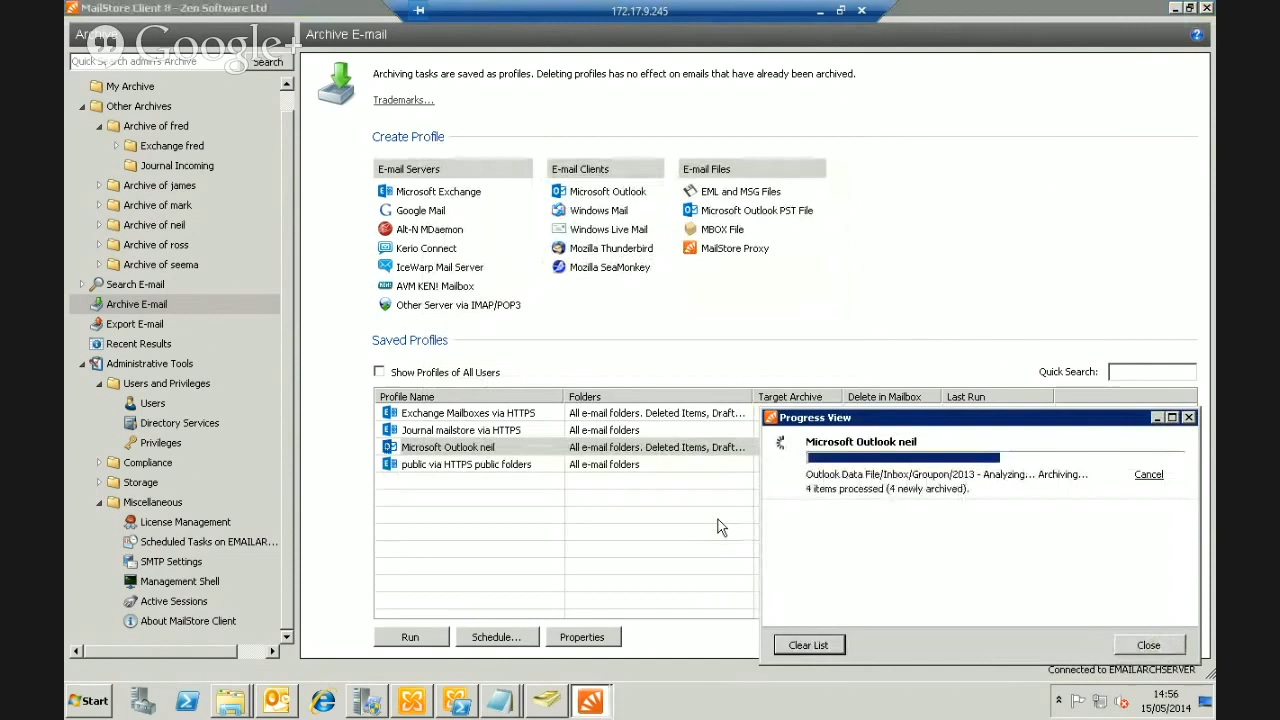 MailStore Client 8 - Zen Software Ltd
172.17.9.245
Archive
Google+
Archive E-mail
Quick Search admin's Archive
Search
My Archive
Other Archives
Archive of fred
Exchange fred
Journal Incoming
Archive of james
Archive of mark
Archive of neil
Archive of ross
Archive of seema
Search E-mail
Archive E-mail
Export E-mail
Recent Results
Administrative Tools
Users and Privileges
Users
Directory Services
Privileges
Compliance
Storage
Miscellaneous
License Management
Scheduled Tasks on EMAILAR...
SMTP Settings
Management Shell
Active Sessions
About MailStore Client
Archiving tasks are saved as profiles. Deleting profiles has no effect on emails that have already been archived.
Trademarks...
Create Profile
E-mail Servers
Microsoft Exchange
Google Mail
Alt-N MDaemon
Kerio Connect
IceWarp Mail Server
AVM KEN! Mailbox
Other Server via IMAP/POP3
E-mail Clients
Microsoft Outlook
Windows Mail
Windows Live Mail
Mozilla Thunderbird
Mozilla SeaMonkey
E-mail Files
EML and MSG Files
Microsoft Outlook PST File
MBOX File
MailStore Proxy
Saved Profiles
Show Profiles of All Users
Quick Search:
Profile Name Folders Target Archive Delete in Mailbox Last Run
Exchange Mailboxes via HTTPS All e-mail folders. Deleted Items, Draft...
Journal mailstore via HTTPS All e-mail folders
Microsoft Outlook neil All e-mail folders. Deleted Items, Draft...
public via HTTPS public folders All e-mail folders
Progress View
Microsoft Outlook neil
Outlook Data File/Inbox/Groupon/2013 - Analyzing... Archiving...
Cancel
4 items processed (4 newly archived).
Run
Schedule...
Properties
Clear List
Close
Connected to EMAILARCHSERVER
Start
14:56
15/05/2014